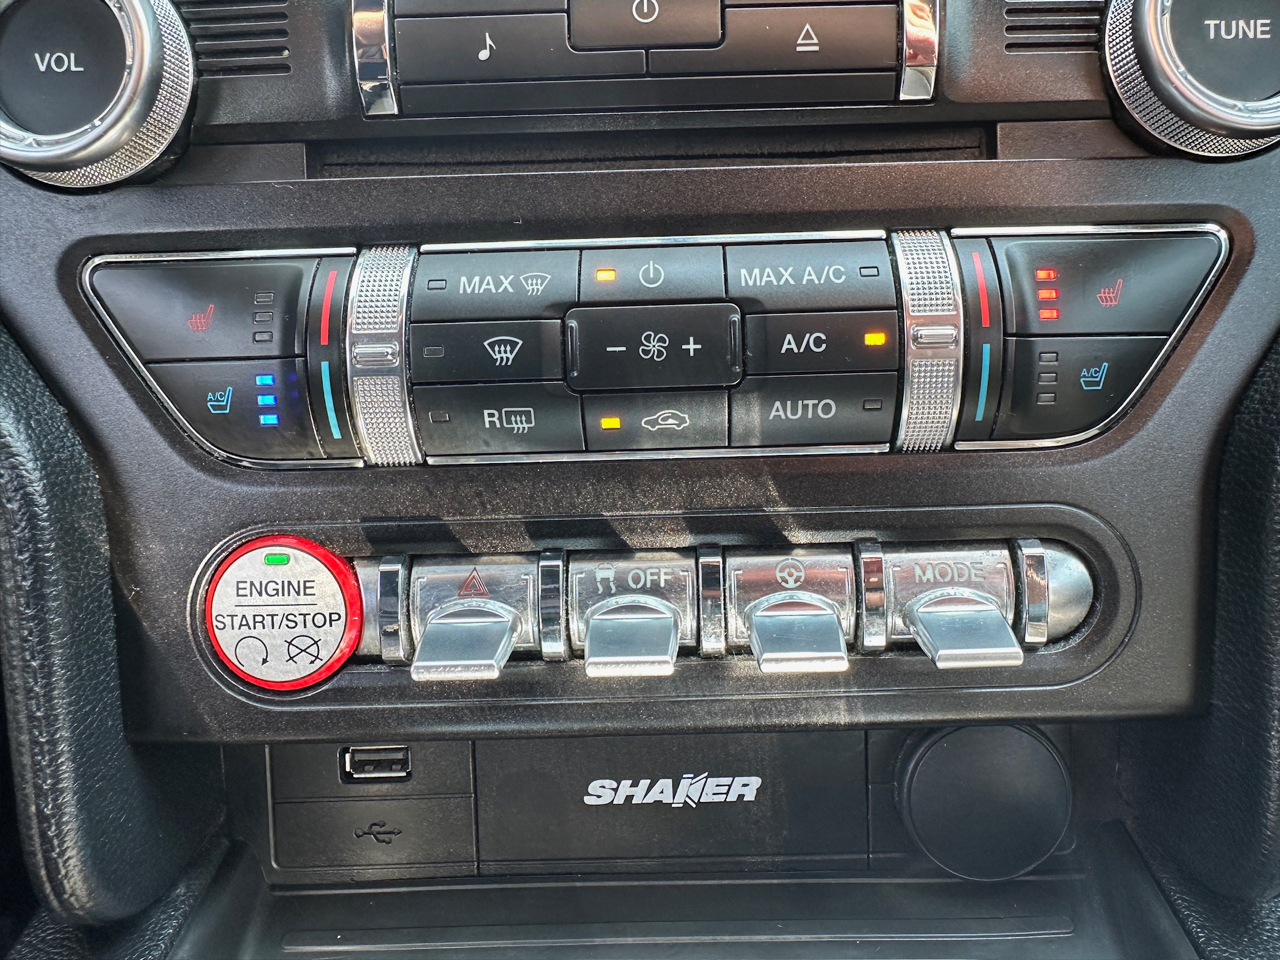 VOL
TUNE
MAX
MAX A/C
A/C
A/C
A/C
R
AUTO
ENGINE
START/STOP
OFF
MODE
SHAKER